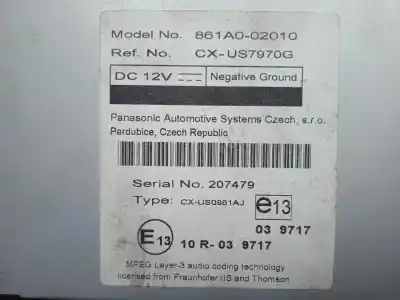 Model No. 861A0-02010
Ref. No. CX-US7970G
DC 12V Negative Ground
Panasonic Automotive Systems Czech, s.r.o.
Pardubice, Czech Republic
Serial No. 207479
Type: CX-US0861AJ e13
03 9717
E13 10 R-03 9717
MPEG Layer-3 audio coding technology
licensed from Fraunhofer IIS and Thomson